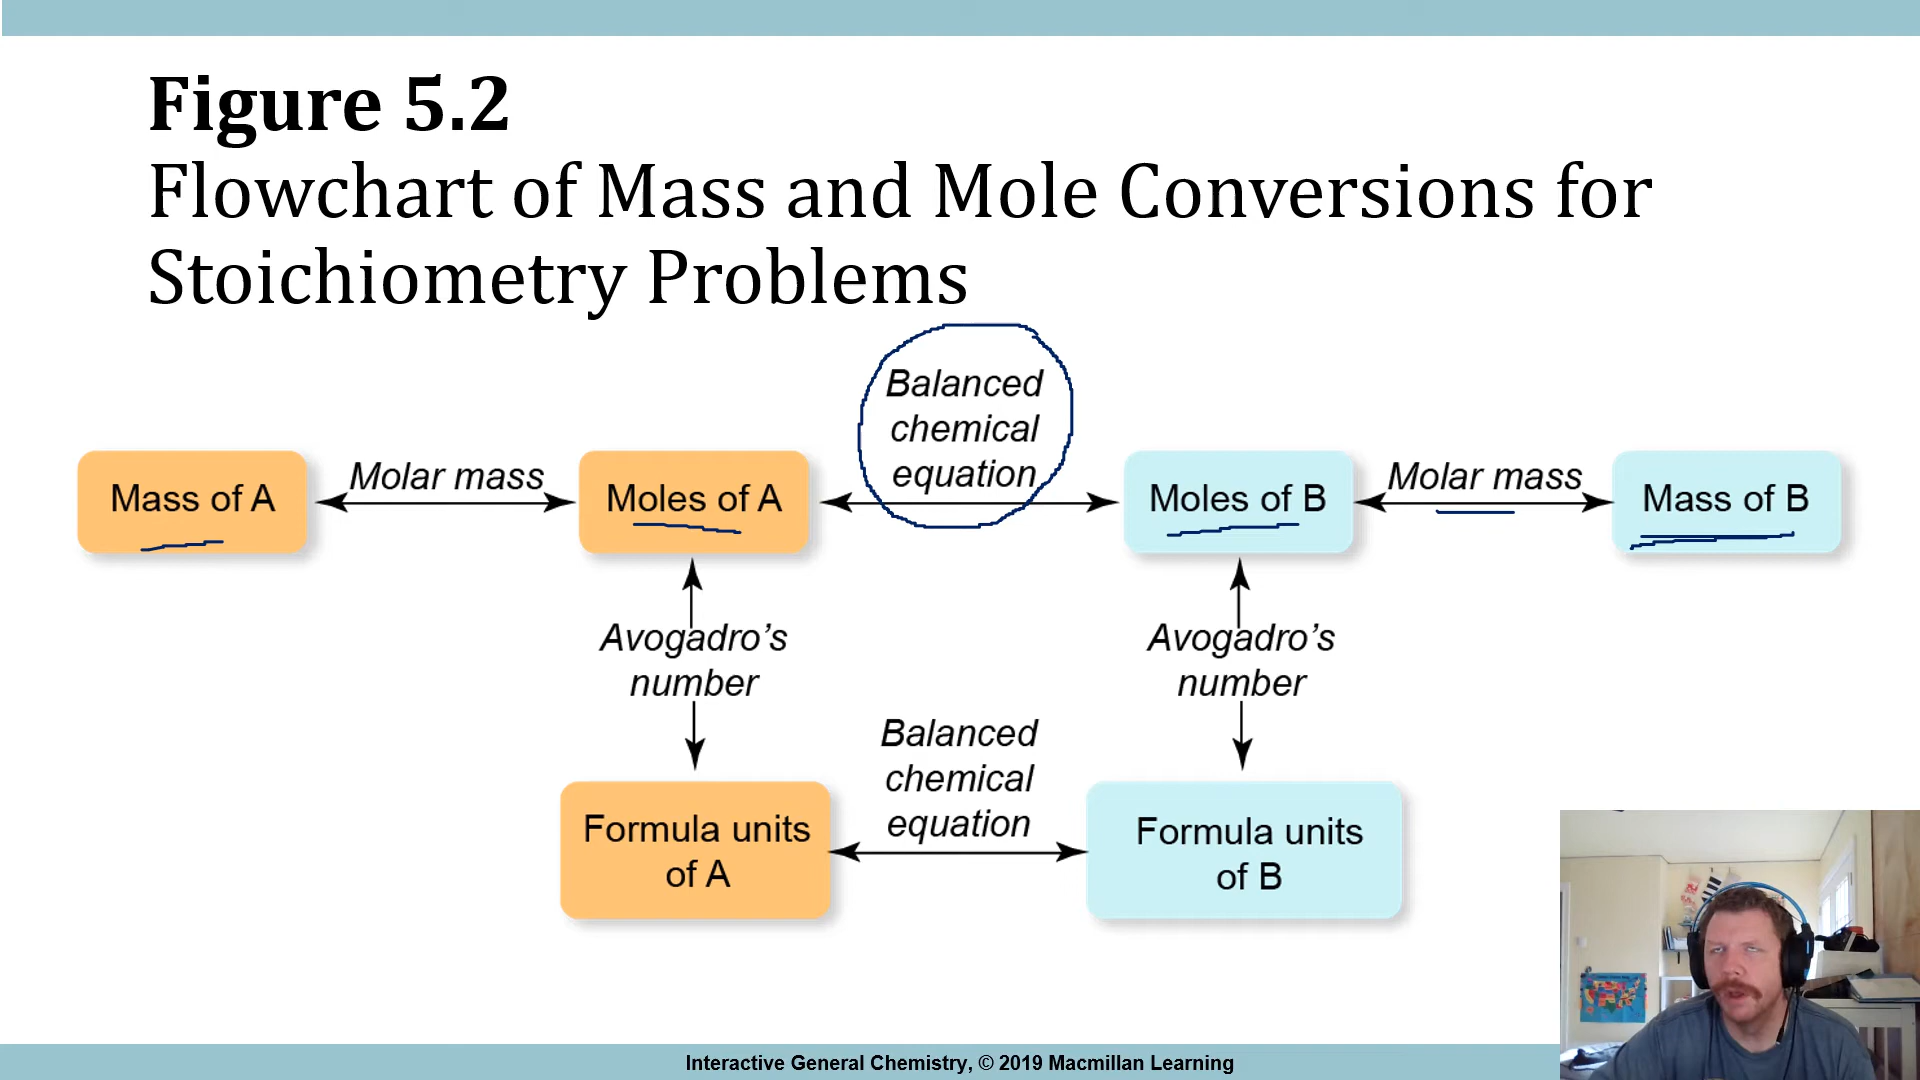 Figure 5.2
Flowchart of Mass and Mole Conversions for
Stoichiometry Problems
Balanced
chemical
equation
Mass of A
Molar mass
Moles of A
Moles of B
Molar mass
Mass of B
Avogadro’s
number
Avogadro’s
number
Balanced
chemical
equation
Formula units
of A
Formula units
of B
Interactive General Chemistry, © 2019 Macmillan Learning